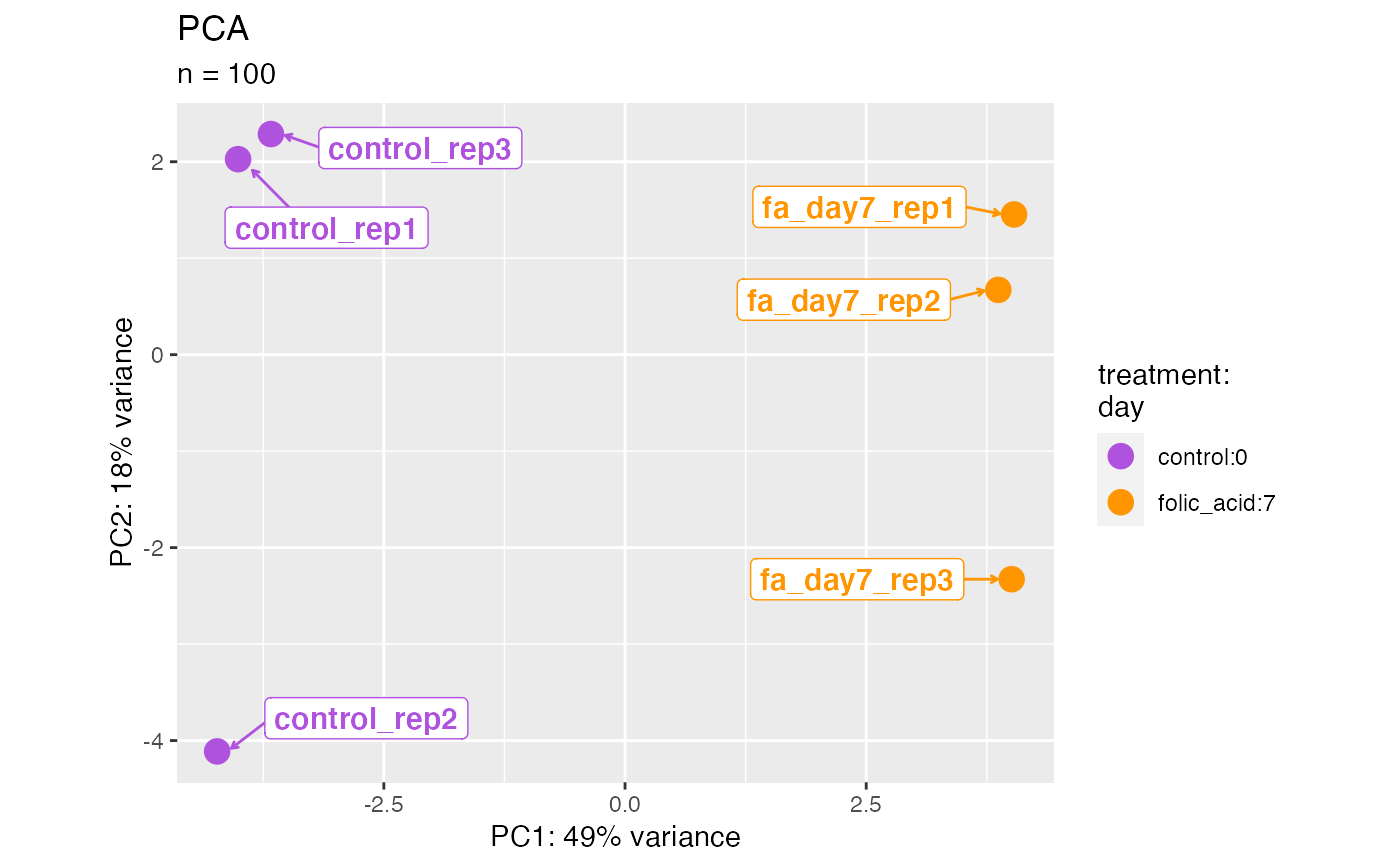 PCA
n = 100
control_rep3
control_rep1
fa_day7_rep1
fa_day7_rep2
fa_day7_rep3
control_rep2
2
0
-2
-4
PC2: 18% variance
-2.5
0.0
2.5
PC1: 49% variance
treatment:
day
control:0
folic_acid:7